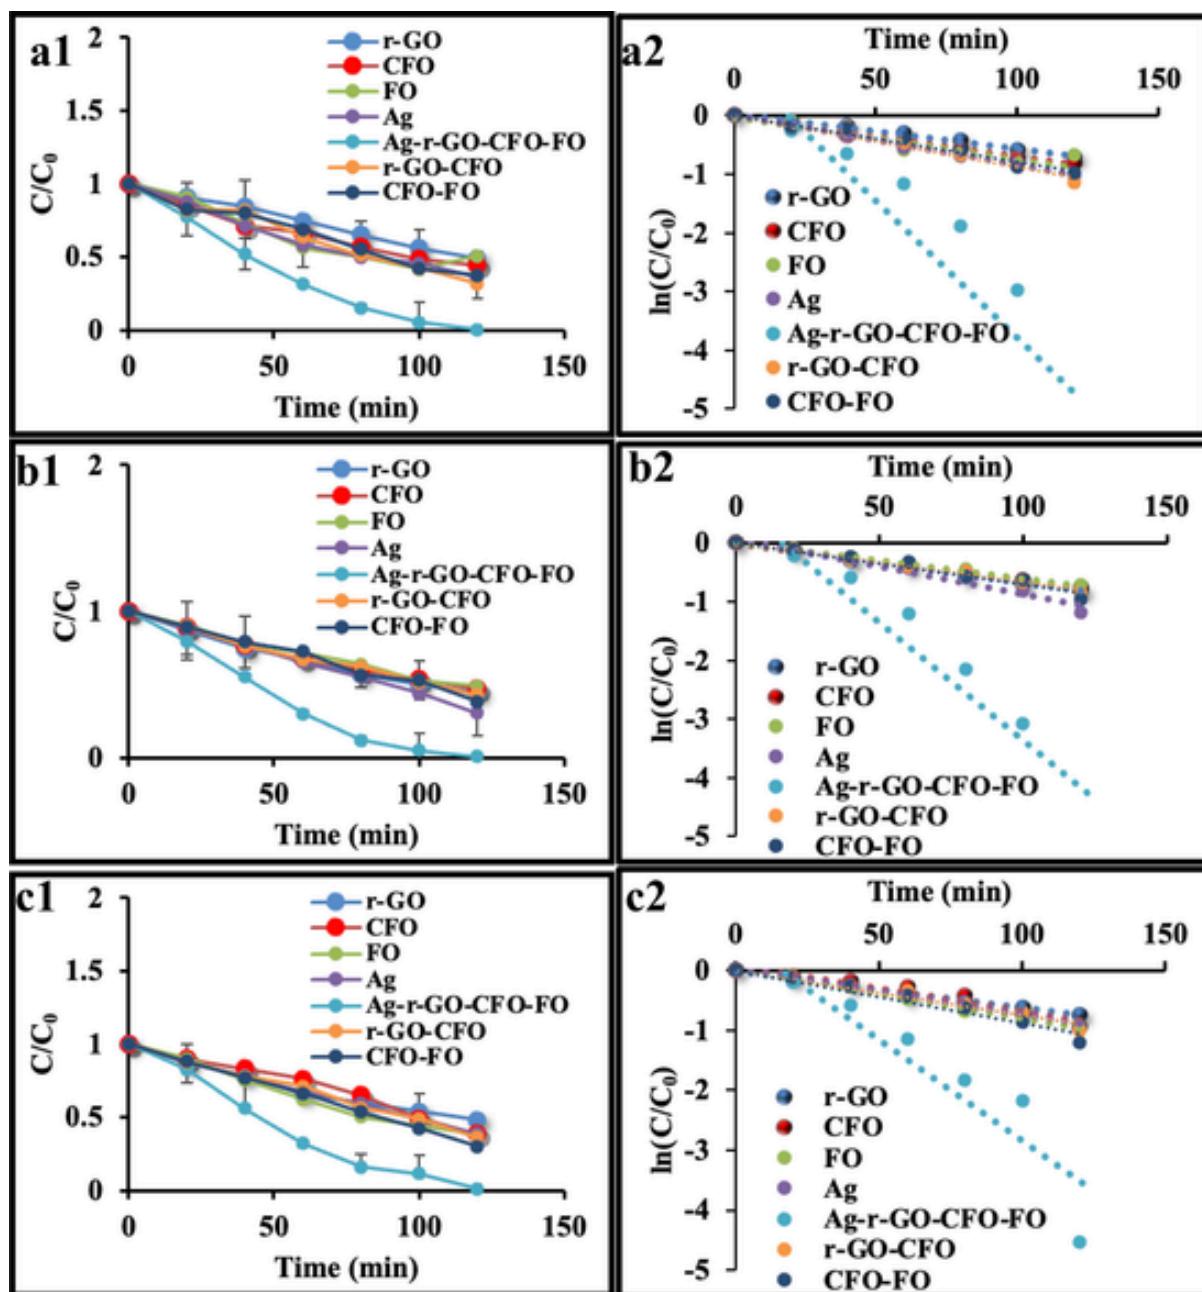 a1
2
1.5
1
0.5
0
C/C0
r-GO
CFO
FO
Ag
Ag-r-GO-CFO-FO
r-GO-CFO
CFO-FO
0 50 100 150
Time (min)
a2
Time (min)
0 50 100 150
0
-1
-2
-3
-4
-5
ln(C/C0)
r-GO
CFO
FO
Ag
Ag-r-GO-CFO-FO
r-GO-CFO
CFO-FO
b1
2
1
0
C/C0
r-GO
CFO
FO
Ag
Ag-r-GO-CFO-FO
r-GO-CFO
CFO-FO
0 50 100 150
Time (min)
b2
Time (min)
0 50 100 150
0
-1
-2
-3
-4
-5
ln(C/C0)
r-GO
CFO
FO
Ag
Ag-r-GO-CFO-FO
r-GO-CFO
CFO-FO
c1
2
1.5
1
0.5
0
C/C0
r-GO
CFO
FO
Ag
Ag-r-GO-CFO-FO
r-GO-CFO
CFO-FO
0 50 100 150
Time (min)
c2
Time (min)
0 50 100 150
0
-1
-2
-3
-4
-5
ln(C/C0)
r-GO
CFO
FO
Ag
Ag-r-GO-CFO-FO
r-GO-CFO
CFO-FO